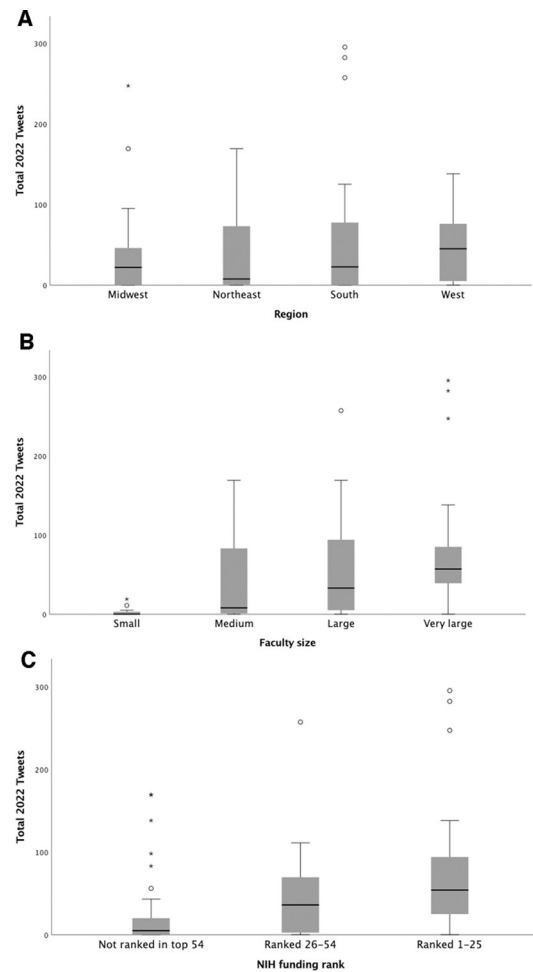 A
Total 2022 Tweets
300
200
100
0
Midwest Northeast South West
Region
B
Total 2022 Tweets
300
200
100
0
Small Medium Large Very large
Faculty size
C
Total 2022 Tweets
300
200
100
0
Not ranked in top 54 Ranked 26–54 Ranked 1–25
NIH funding rank